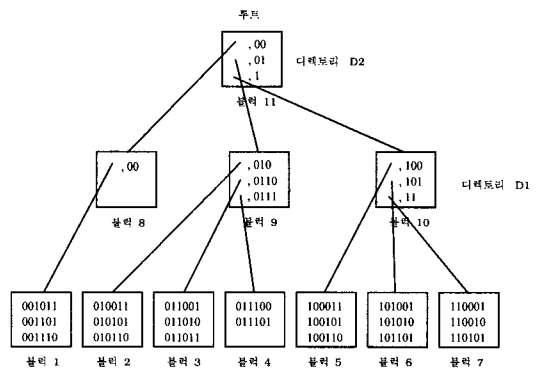 루트
,00
,01
,1
디렉토리 D2
블럭 11
,00
,010
,0110
,0111
,100
,101
,11
디렉토리 D1
블럭 8
블럭 9
블럭 10
001011
001101
001110
010011
010101
010110
011001
011010
011011
011100
011101
100011
100101
100110
101001
101010
101101
110001
110010
110101
블럭 1
블럭 2
블럭 3
블럭 4
블럭 5
블럭 6
블럭 7